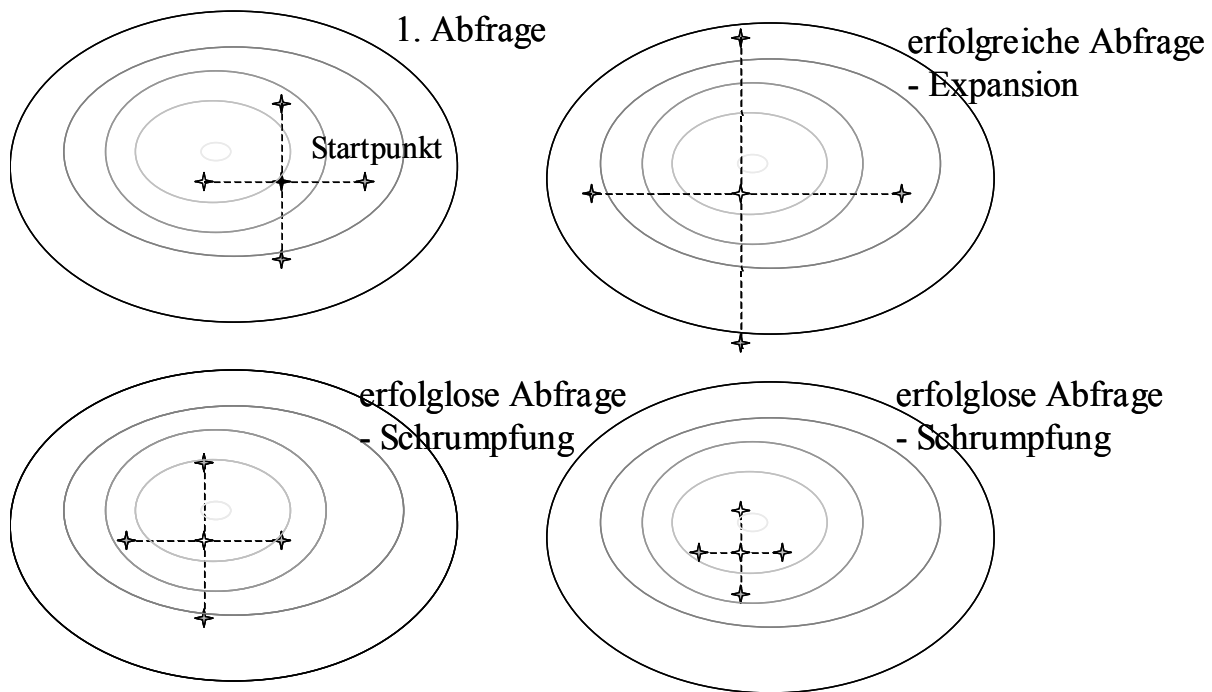 1. Abfrage
Startpunkt
erfolgreiche Abfrage
- Expansion
erfolglose Abfrage
- Schrumpfung
erfolglose Abfrage
- Schrumpfung